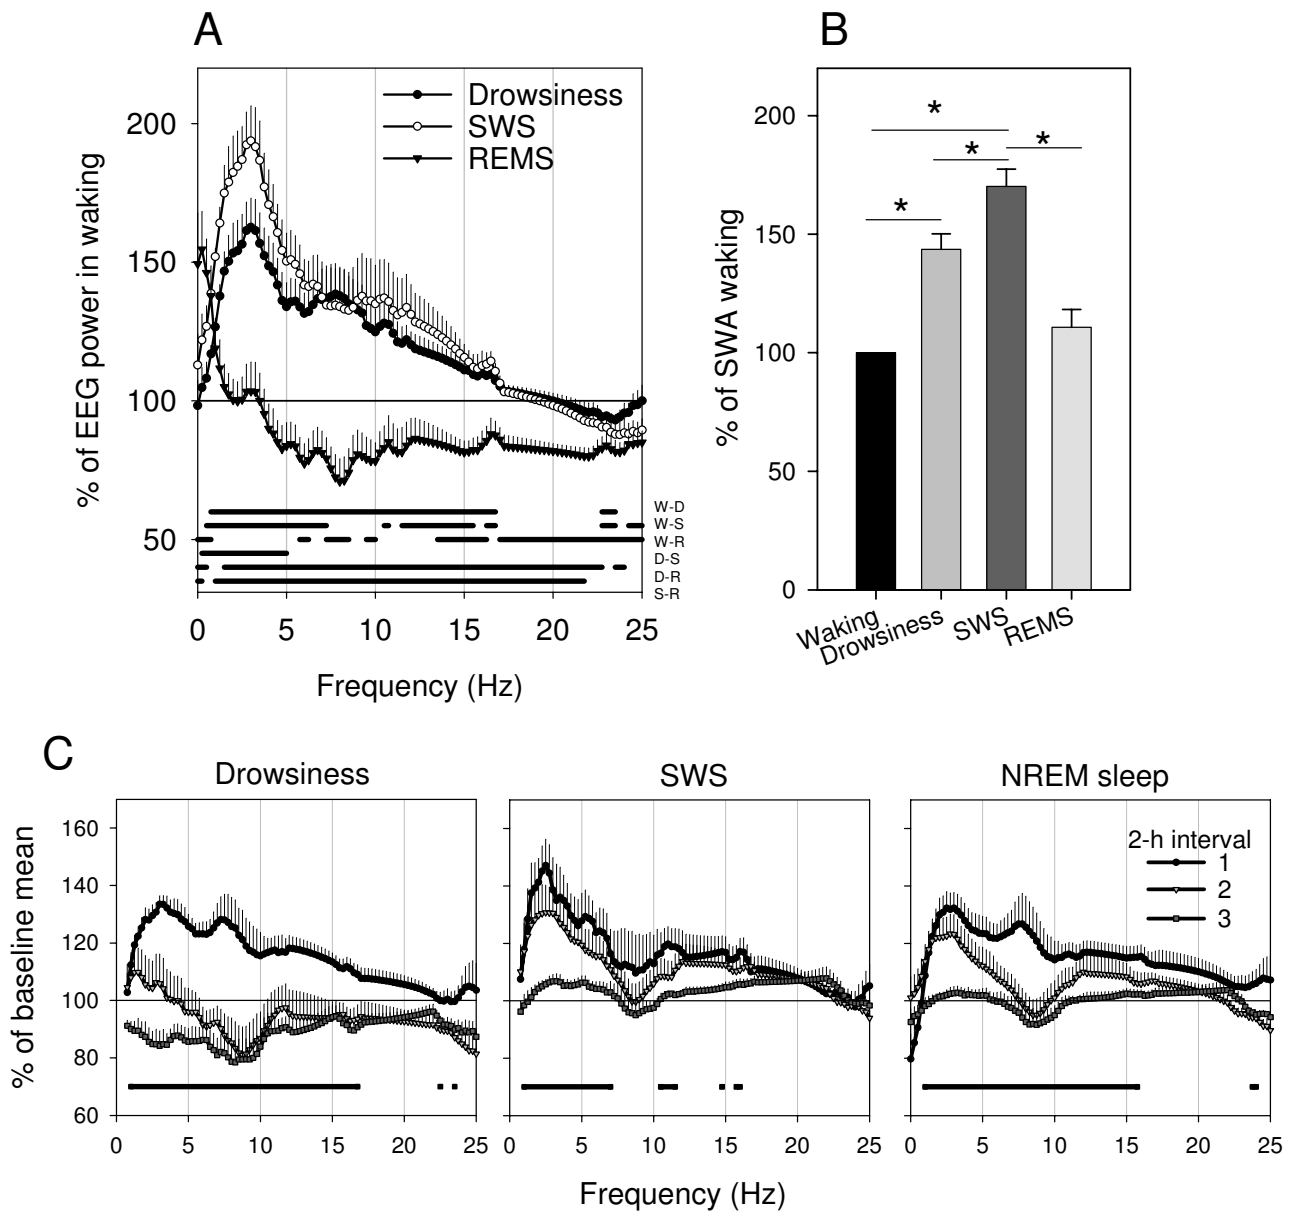 A
B
Drowsiness
SWS
REMS
% of EEG power in waking
200
150
100
50
W-D
W-S
W-R
D-S
D-R
S-R
0 5 10 15 20 25
Frequency (Hz)
% of SWA waking
200
150
100
50
0
* * * *
Waking
Drowsiness
SWS
REMS
C
Drowsiness
SWS
NREM sleep
% of baseline mean
160
140
120
100
80
60
2-h interval
1
2
3
0 5 10 15 20 25
0 5 10 15 20 25
0 5 10 15 20 25
Frequency (Hz)